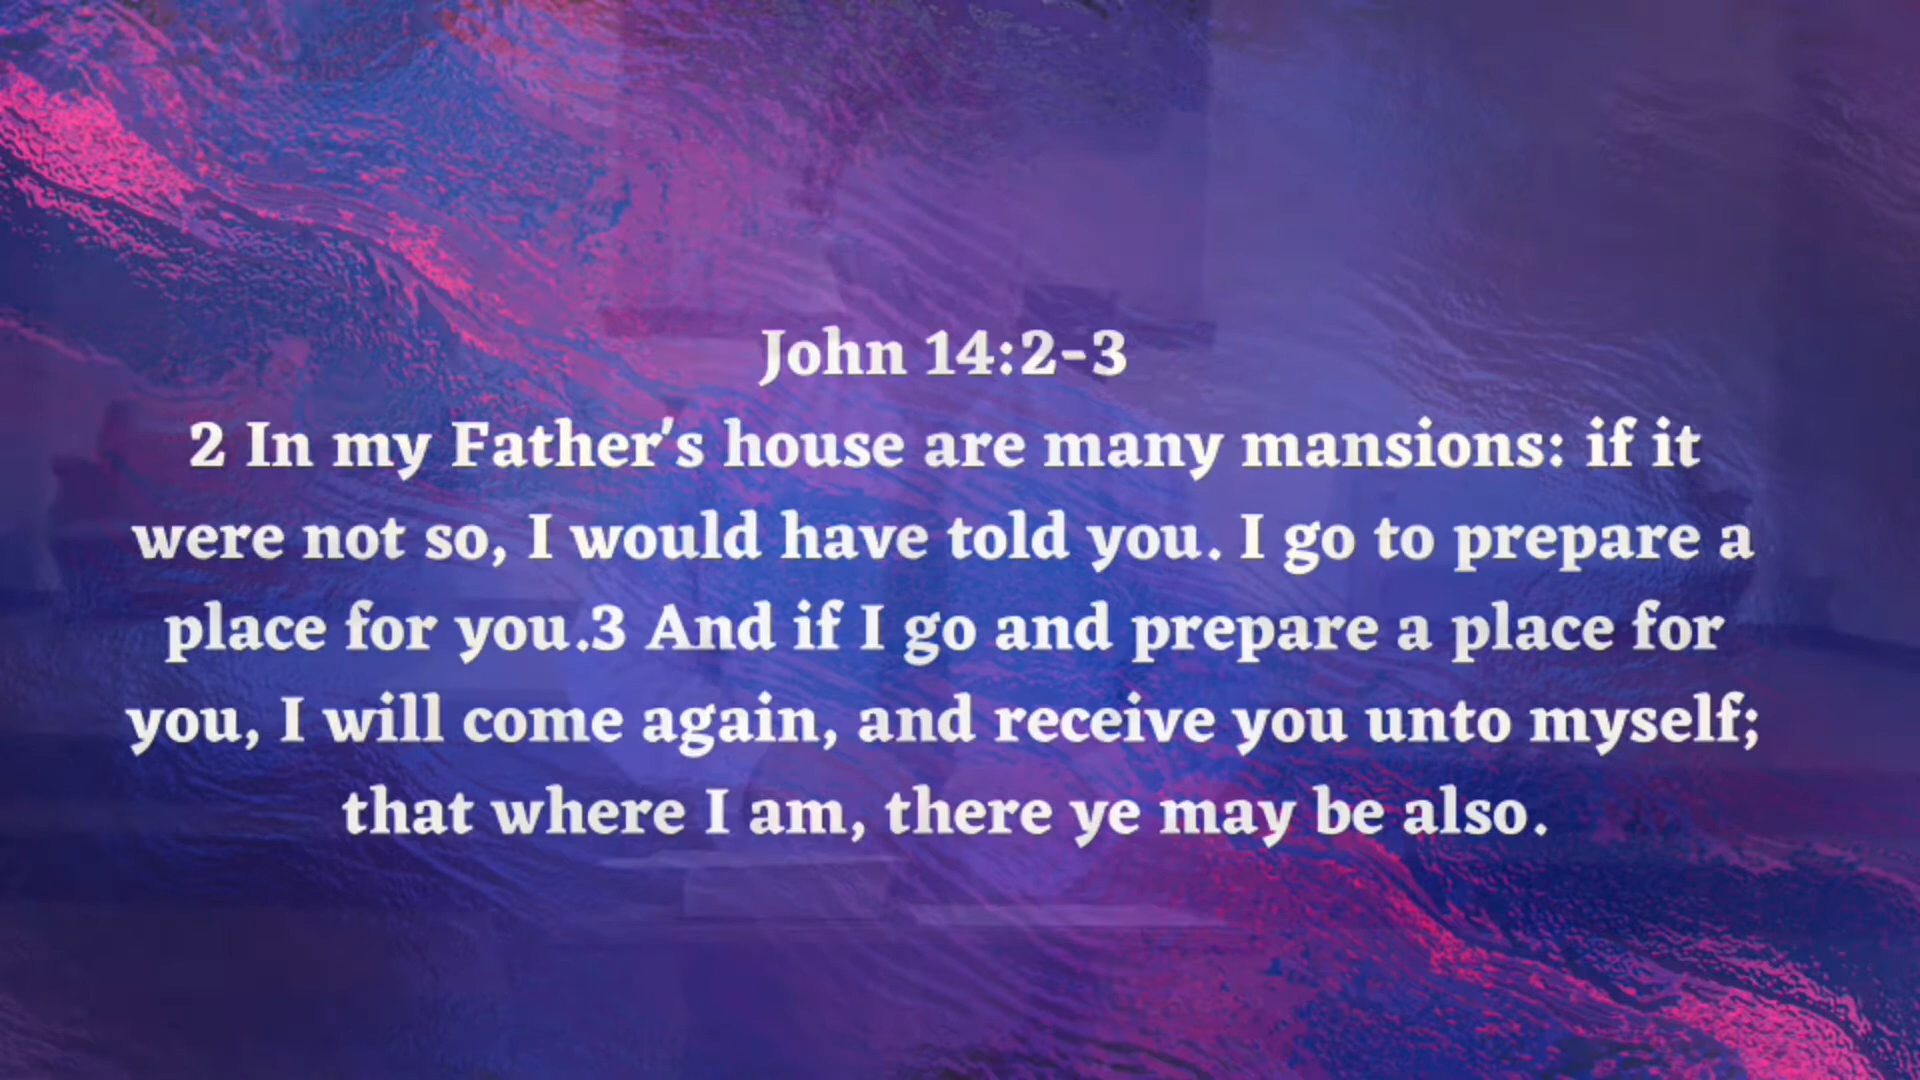 John 14:2-3
2 In my Father's house are many mansions: if it
were not so, I would have told you. I go to prepare a
place for you.3 And if I go and prepare a place for
you, I will come again, and receive you unto myself;
that where I am, there ye may be also.